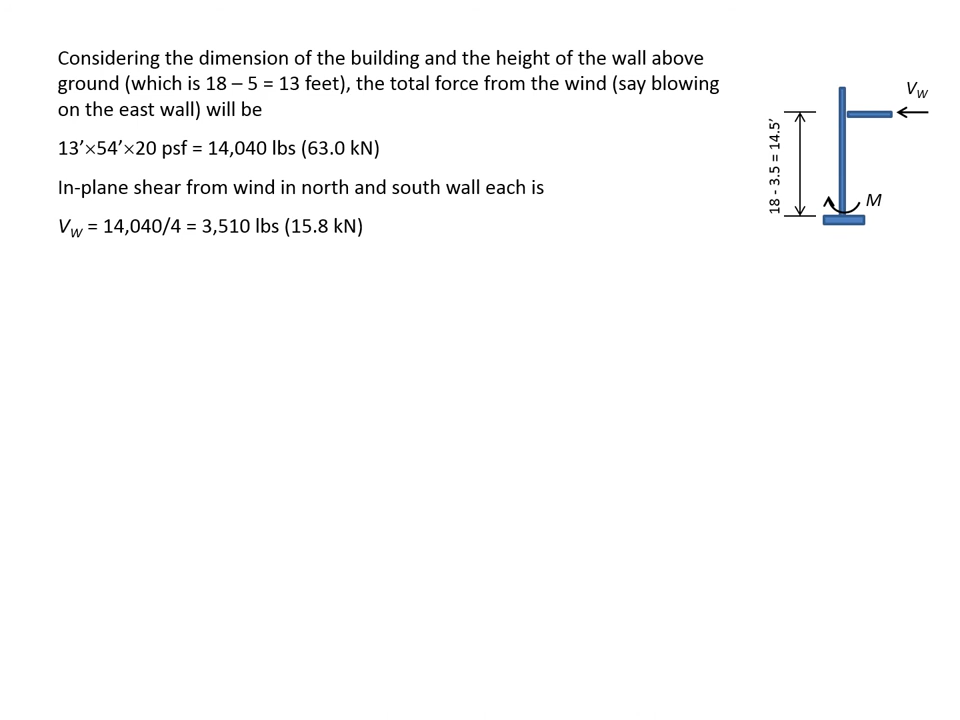 Considering the dimension of the building and the height of the wall above
ground (which is 18 – 5 = 13 feet), the total force from the wind (say blowing
on the east wall) will be
13’×54’×20 psf = 14,040 lbs (63.0 kN)
In-plane shear from wind in north and south wall each is
VW = 14,040/4 = 3,510 lbs (15.8 kN)
VW
18 - 3.5 = 14.5’
M